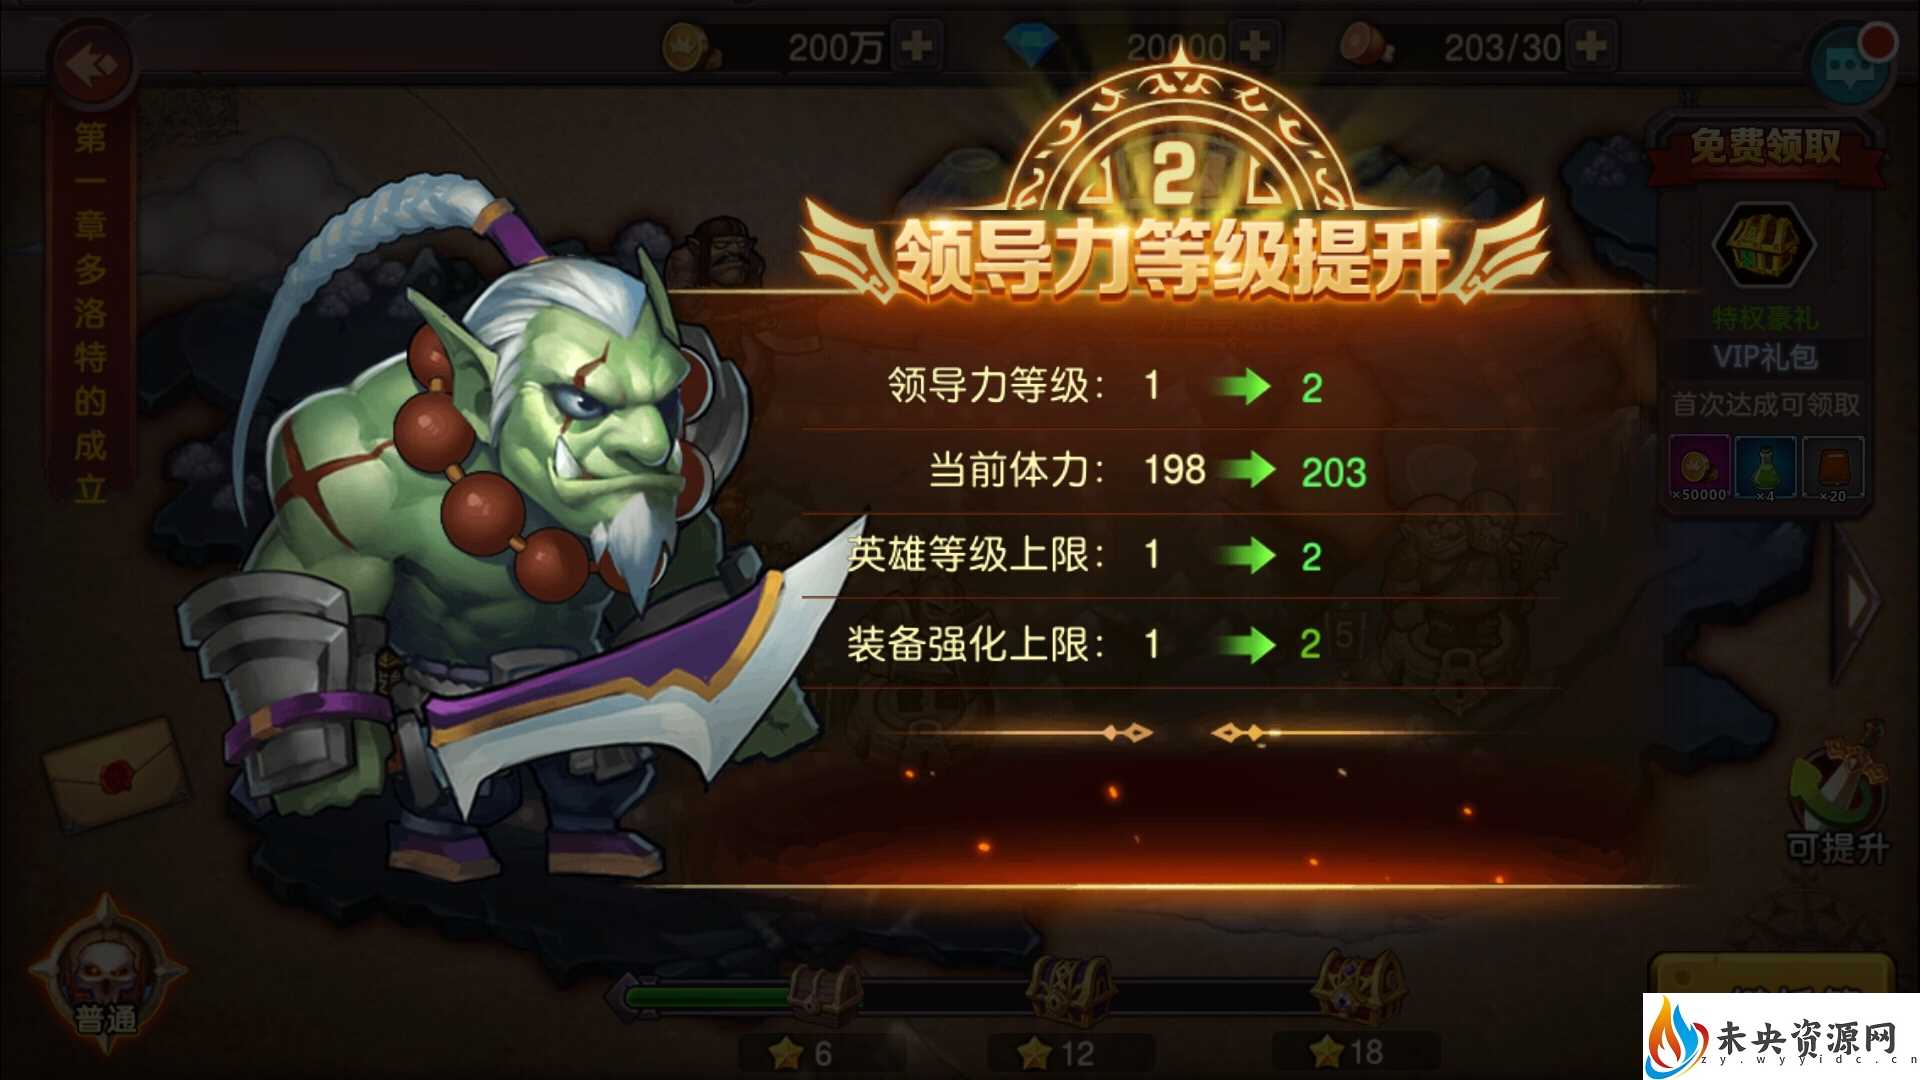 200万
20000
203/30
第一章多洛特的成立
2
领导力等级提升
免费领取
特权豪礼
VIP礼包
首次达成可领取
×50000
×4
×20
领导力等级： 1 2
当前体力： 198 203
英雄等级上限： 1 2
装备强化上限： 1 2
5
可提升
普通
6
12
18
未央资源网
zy.wyyidc.cn